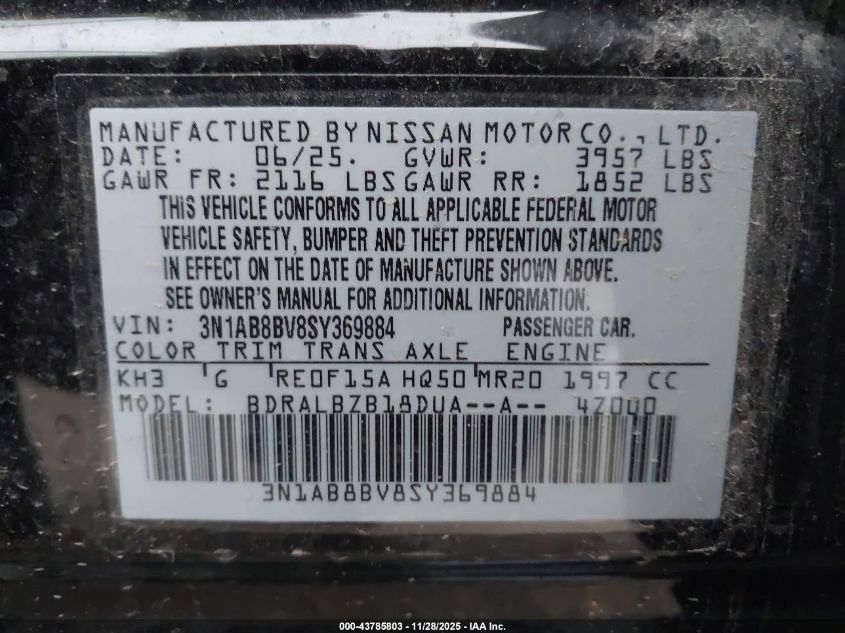 MANUFACTURED BY NISSAN MOTOR CO., LTD.
DATE: 06/25. GVWR: 3957 LBS
GAWR FR: 2116 LBS GAWR RR: 1852 LBS
THIS VEHICLE CONFORMS TO ALL APPLICABLE FEDERAL MOTOR
VEHICLE SAFETY, BUMPER AND THEFT PREVENTION STANDARDS
IN EFFECT ON THE DATE OF MANUFACTURE SHOWN ABOVE.
SEE OWNER'S MANUAL FOR ADDITIONAL INFORMATION.
VIN: 3N1AB8BV8SY369884 PASSENGER CAR.
COLOR TRIM TRANS AXLE ENGINE
KH3 G RE0F15A HQ50 MR20 1997 CC
MODEL: BDRALBZB18DUA--A-- 4Z040
3N1AB8BV8SY369884
000-43785803 | 11/28/2025 - IAA Inc.